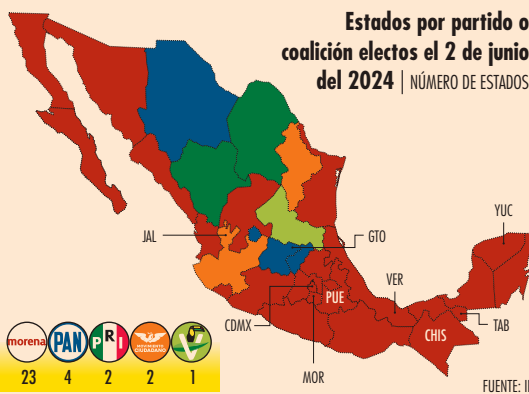 Estados por partido o
coalición electos el 2 de junio
del 2024 | NÚMERO DE ESTADOS
JAL
GTO
YUC
VER
PUE
CDMX
TAB
CHIS
MOR
morena
PAN
PRI
MOVIMIENTO
CIUDADANO
V
23 4 2 2 1
FUENTE: I